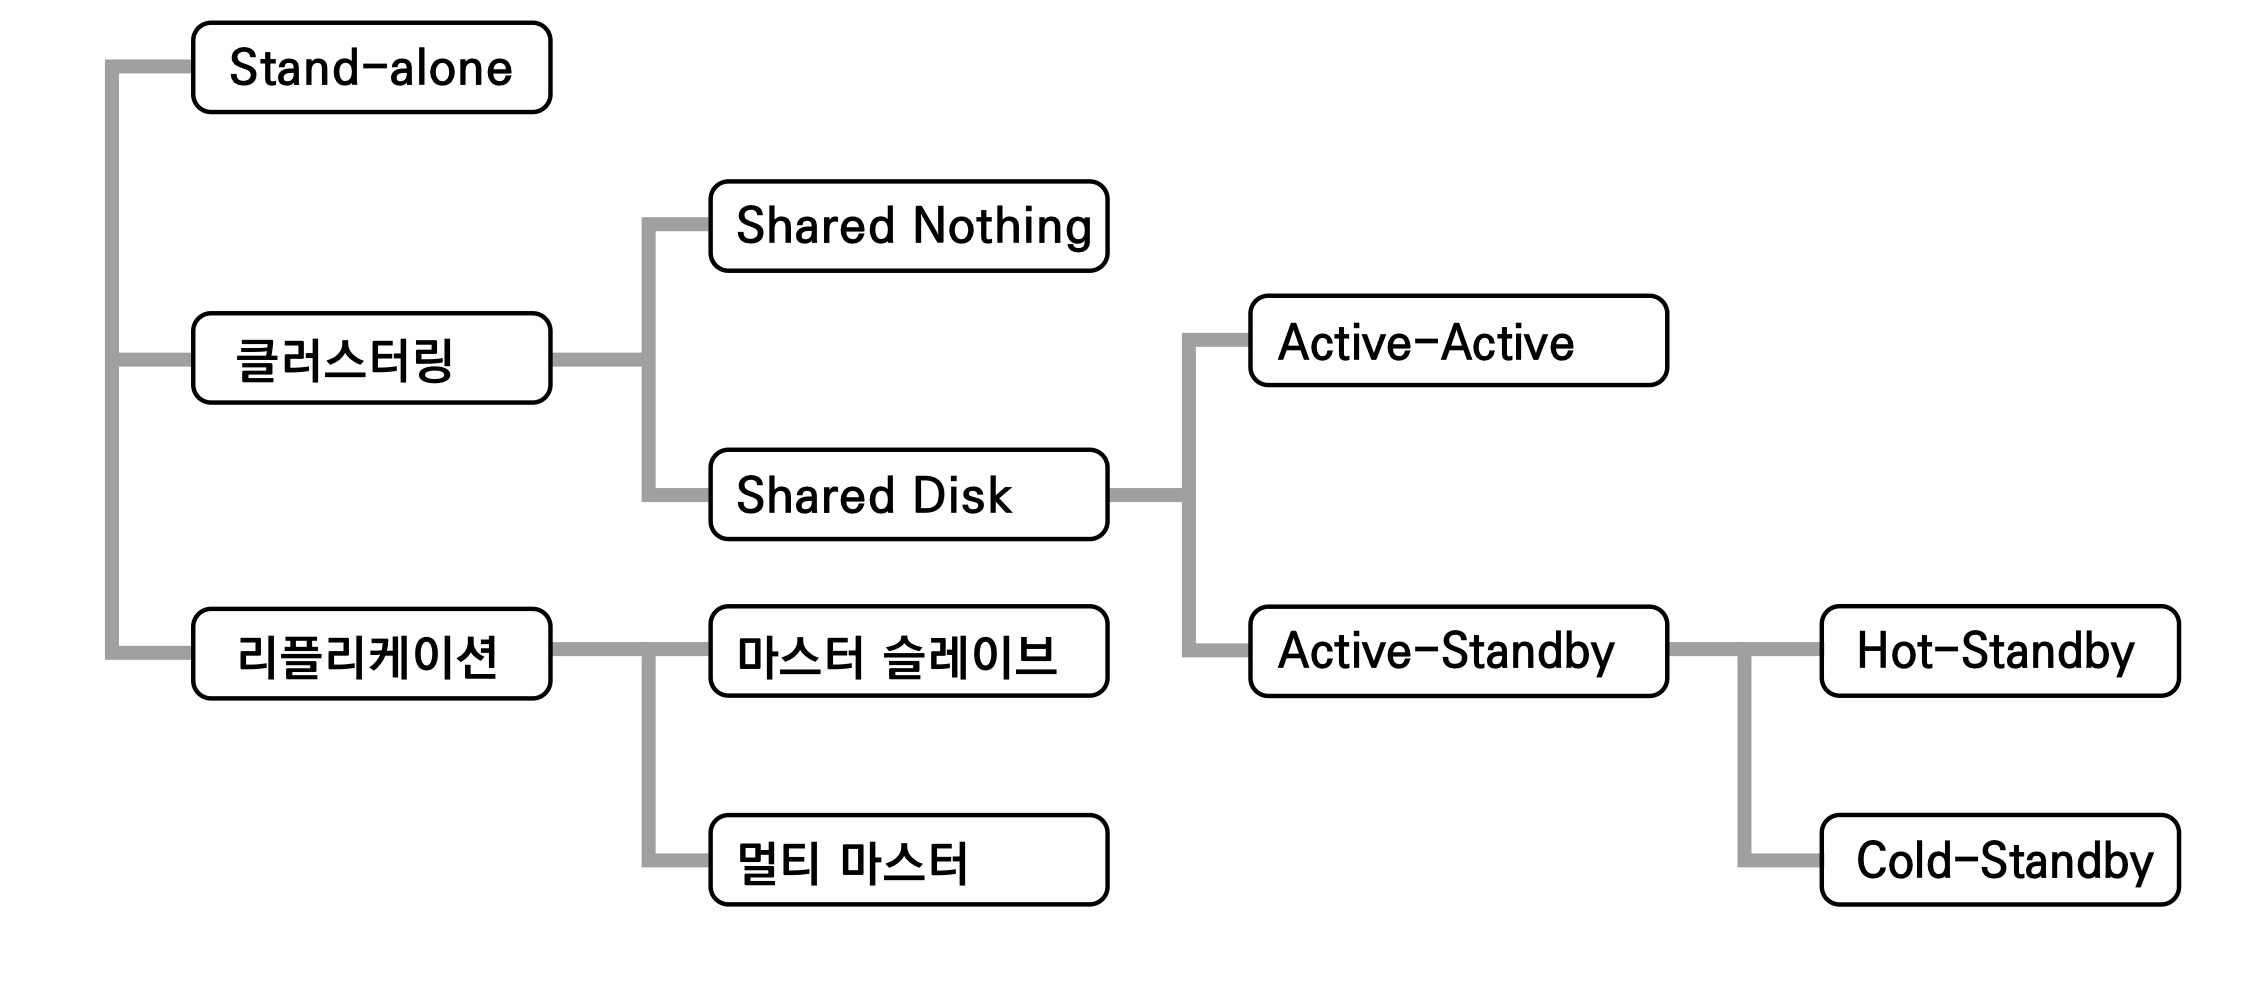 Stand-alone
Shared Nothing
클러스터링
Active-Active
Shared Disk
리플리케이션
마스터 슬레이브
Active-Standby
Hot-Standby
멀티 마스터
Cold-Standby